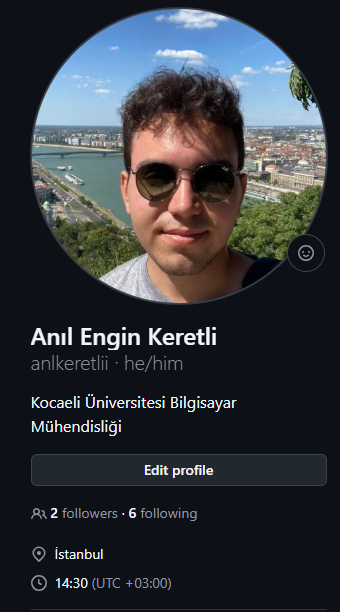 Anıl Engin Keretli
anlkeretlii · he/him
Kocaeli Üniversitesi Bilgisayar
Mühendisliği
Edit profile
2 followers · 6 following
İstanbul
14:30 (UTC +03:00)